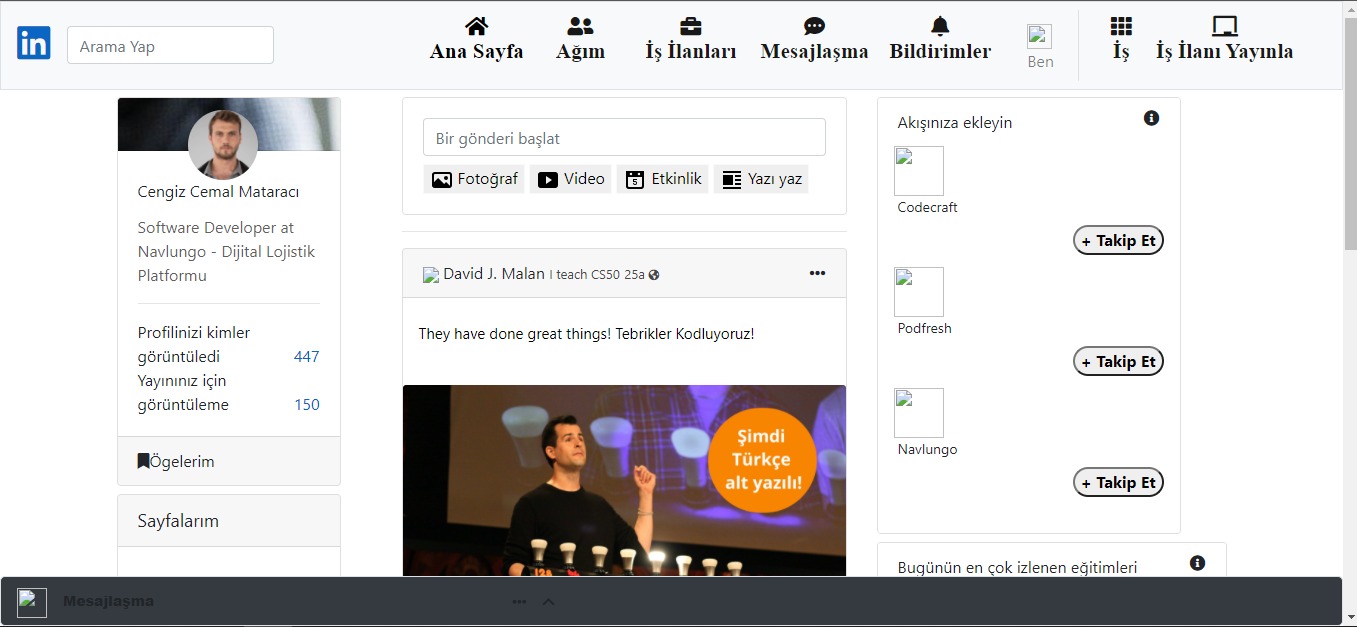 in
Arama Yap
Ana Sayfa
Ağım
İş İlanları
Mesajlaşma
Bildirimler
Ben
İş
İş İlanı Yayınla
Cengiz Cemal Mataracı
Software Developer at
Navlungo - Dijital Lojistik
Platformu
Profilinizi kimler
görüntüledi 447
Yayınınız için
görüntüleme 150
Ögelerim
Sayfalarım
Bir gönderi başlat
Fotoğraf
Video
5
Etkinlik
Yazı yaz
David J. Malan I teach CS50 25a
They have done great things! Tebrikler Kodluyoruz!
Şimdi
Türkçe
alt yazılı!
Akışınıza ekleyin
Codecraft
+ Takip Et
Podfresh
+ Takip Et
Navlungo
+ Takip Et
Bugünün en çok izlenen eğitimleri
Mesajlaşma